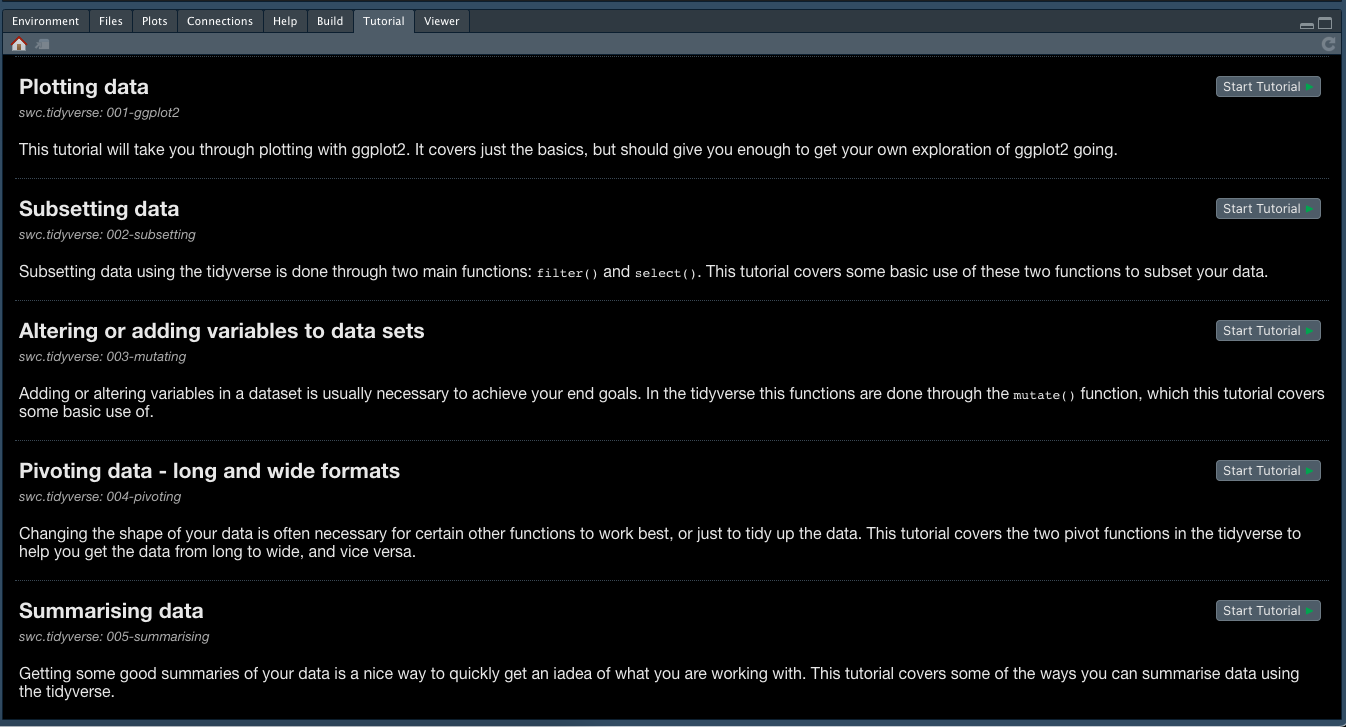 Environment Files Plots Connections Help Build Tutorial Viewer
Plotting data Start Tutorial
swc.tidyverse: 001-ggplot2
This tutorial will take you through plotting with ggplot2. It covers just the basics, but should give you enough to get your own exploration of ggplot2 going.
Subsetting data Start Tutorial
swc.tidyverse: 002-subsetting
Subsetting data using the tidyverse is done through two main functions: filter() and select(). This tutorial covers some basic use of these two functions to subset your data.
Altering or adding variables to data sets Start Tutorial
swc.tidyverse: 003-mutating
Adding or altering variables in a dataset is usually necessary to achieve your end goals. In the tidyverse this functions are done through the mutate() function, which this tutorial covers
some basic use of.
Pivoting data - long and wide formats Start Tutorial
swc.tidyverse: 004-pivoting
Changing the shape of your data is often necessary for certain other functions to work best, or just to tidy up the data. This tutorial covers the two pivot functions in the tidyverse to
help you get the data from long to wide, and vice versa.
Summarising data Start Tutorial
swc.tidyverse: 005-summarising
Getting some good summaries of your data is a nice way to quickly get an iadea of what you are working with. This tutorial covers some of the ways you can summarise data using
the tidyverse.